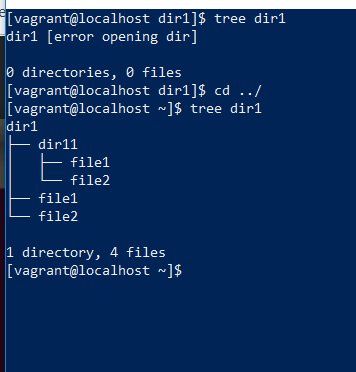 [vagrant@localhost dir1]$ tree dir1
dir1 [error opening dir]
0 directories, 0 files
[vagrant@localhost dir1]$ cd ../
[vagrant@localhost ~]$ tree dir1
dir1
├── dir11
│   ├── file1
│   └── file2
├── file1
└── file2
1 directory, 4 files
[vagrant@localhost ~]$